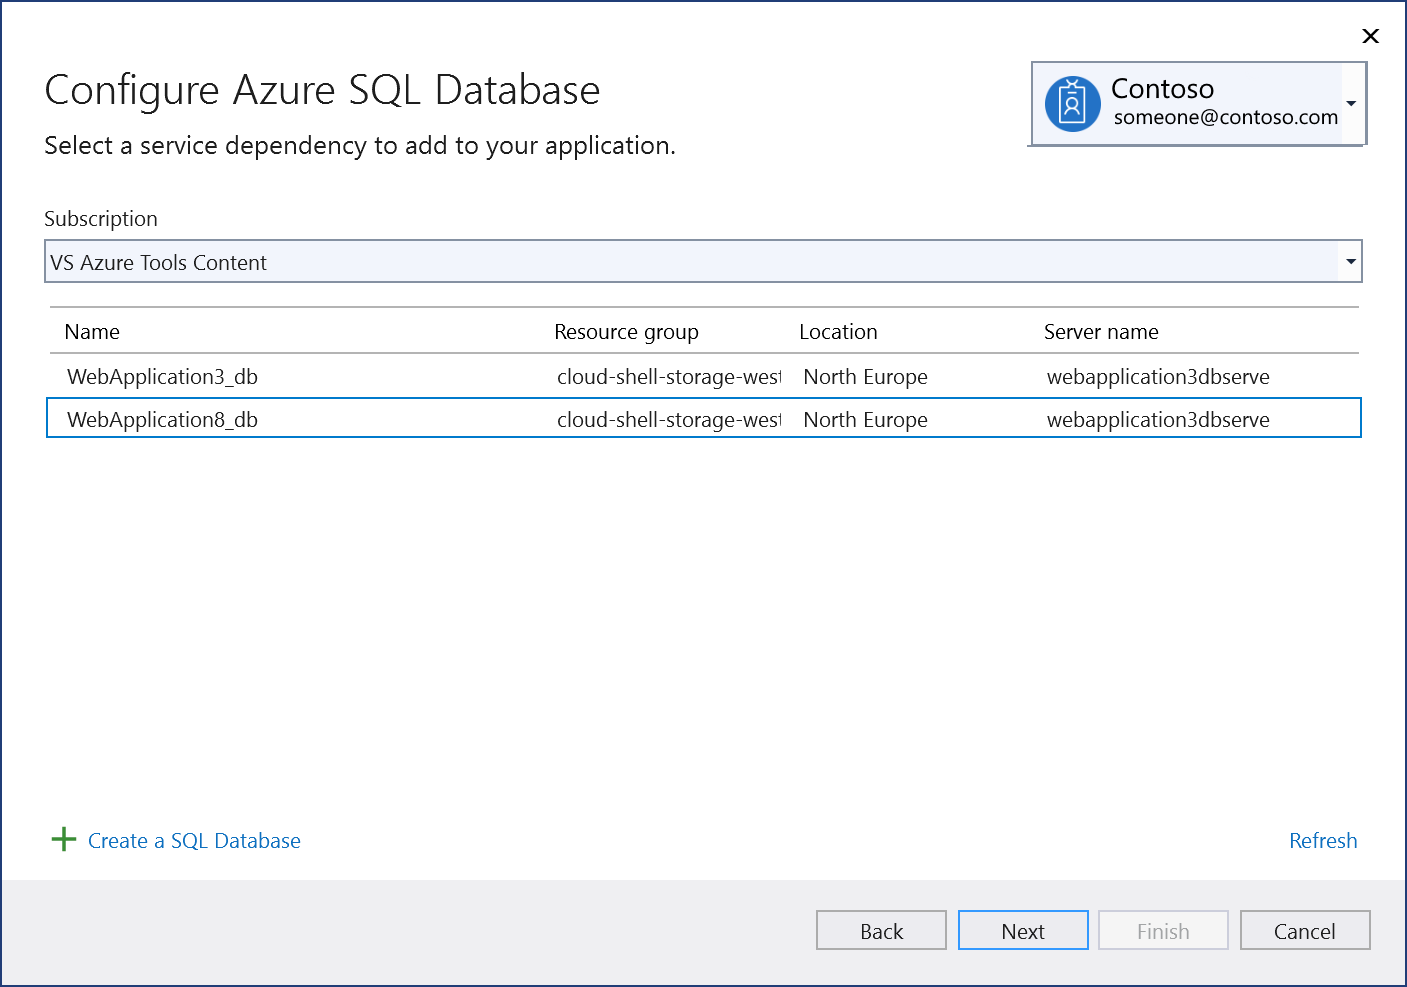 Configure Azure SQL Database
Select a service dependency to add to your application.
Contoso
someone@contoso.com
Subscription
VS Azure Tools Content
Name Resource group Location Server name
WebApplication3_db cloud-shell-storage-west North Europe webapplication3dbserve
WebApplication8_db cloud-shell-storage-west North Europe webapplication3dbserve
Create a SQL Database Refresh
Back Next Finish Cancel